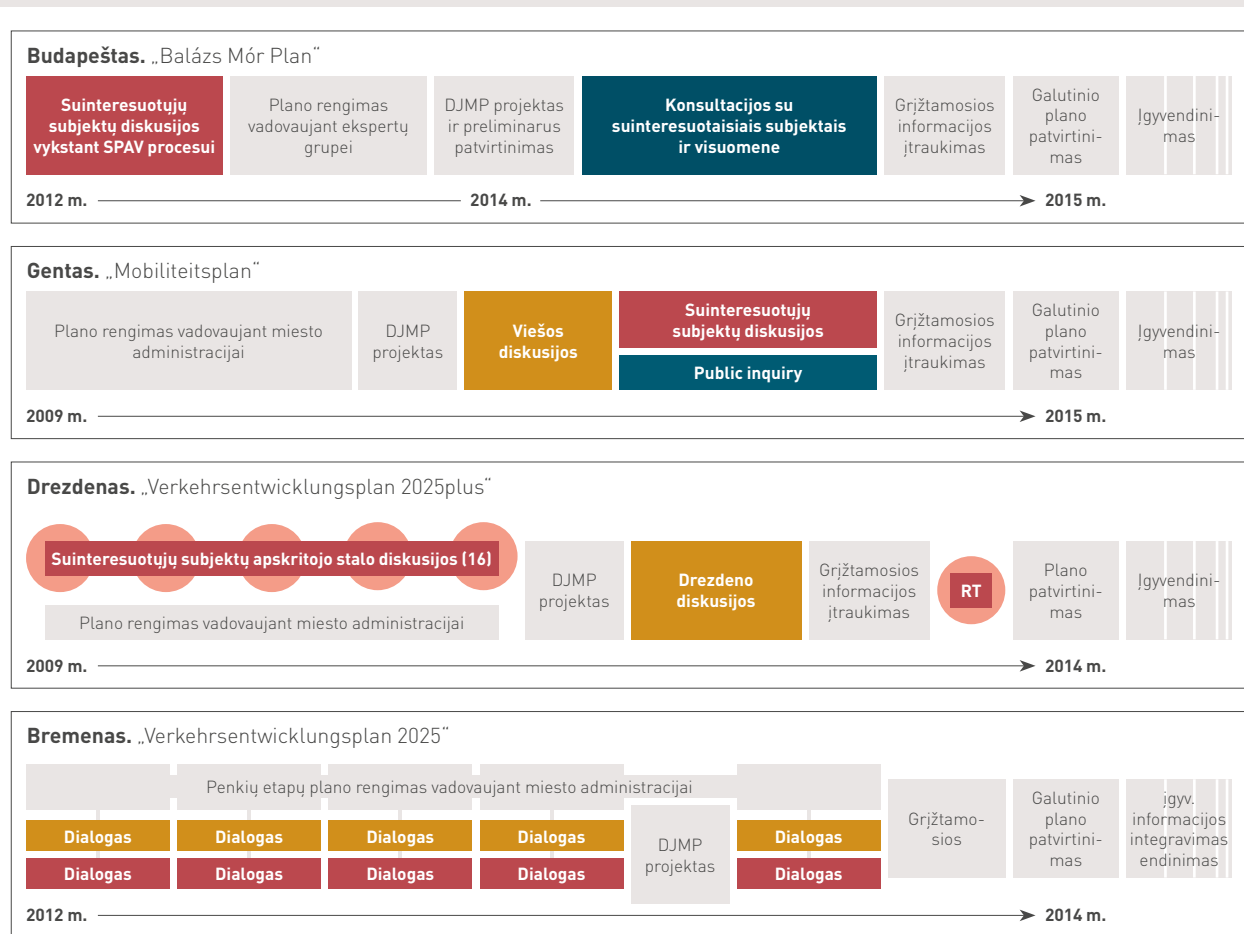 Budapeštas. „Balázs Mór Plan“
Suinteresuotųjų
subjektų diskusijos
vykstant SPAV procesui
Plano rengimas
vadovaujant ekspertų
grupei
DJMP projektas
ir preliminarus
patvirtinimas
Konsultacijos su
suinteresuotaisiais subjektais
ir visuomene
Grįžtamosios
informacijos
įtraukimas
Galutinio
plano
patvirtini-
mas
Įgyvendini-
mas
2012 m.
2014 m.
2015 m.
Gentas. „Mobiliteitsplan“
Plano rengimas vadovaujant miesto
administracijai
DJMP
projektas
Viešos
diskusijos
Suinteresuotųjų
subjektų diskusijos
Public inquiry
Grįžtamosios
informacijos
įtraukimas
Galutinio
plano
patvirtini-
mas
Įgyvendini-
mas
2009 m.
2015 m.
Drezdenas. „Verkehrsentwicklungsplan 2025plus“
Suinteresuotųjų subjektų apskritojo stalo diskusijos (16)
Plano rengimas vadovaujant miesto administracijai
DJMP
projektas
Drezdeno
diskusijos
Grįžtamosios
informacijos
įtraukimas
RT
Plano
patvirtini-
mas
Įgyvendini-
mas
2009 m.
2014 m.
Bremenas. „Verkehrsentwicklungsplan 2025“
Penkių etapų plano rengimas vadovaujant miesto administracijai
Dialogas
Dialogas
Dialogas
Dialogas
Dialogas
Dialogas
Dialogas
Dialogas
DJMP
projektas
Dialogas
Dialogas
Grįžtamo-
sios
Galutinio
plano
patvirtini-
mas
įgyv.
informacijos
integravimas
endinimas
2012 m.
2014 m.